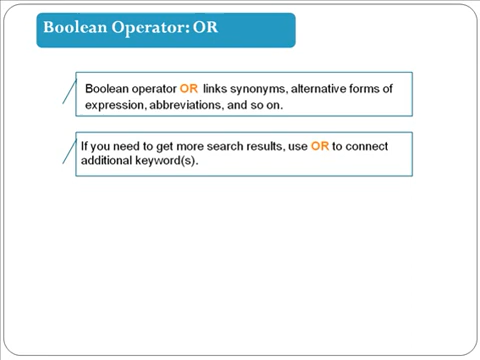 Boolean Operator: OR
Boolean operator OR links synonyms, alternative forms of
expression, abbreviations, and so on.
If you need to get more search results, use OR to connect
additional keyword(s).